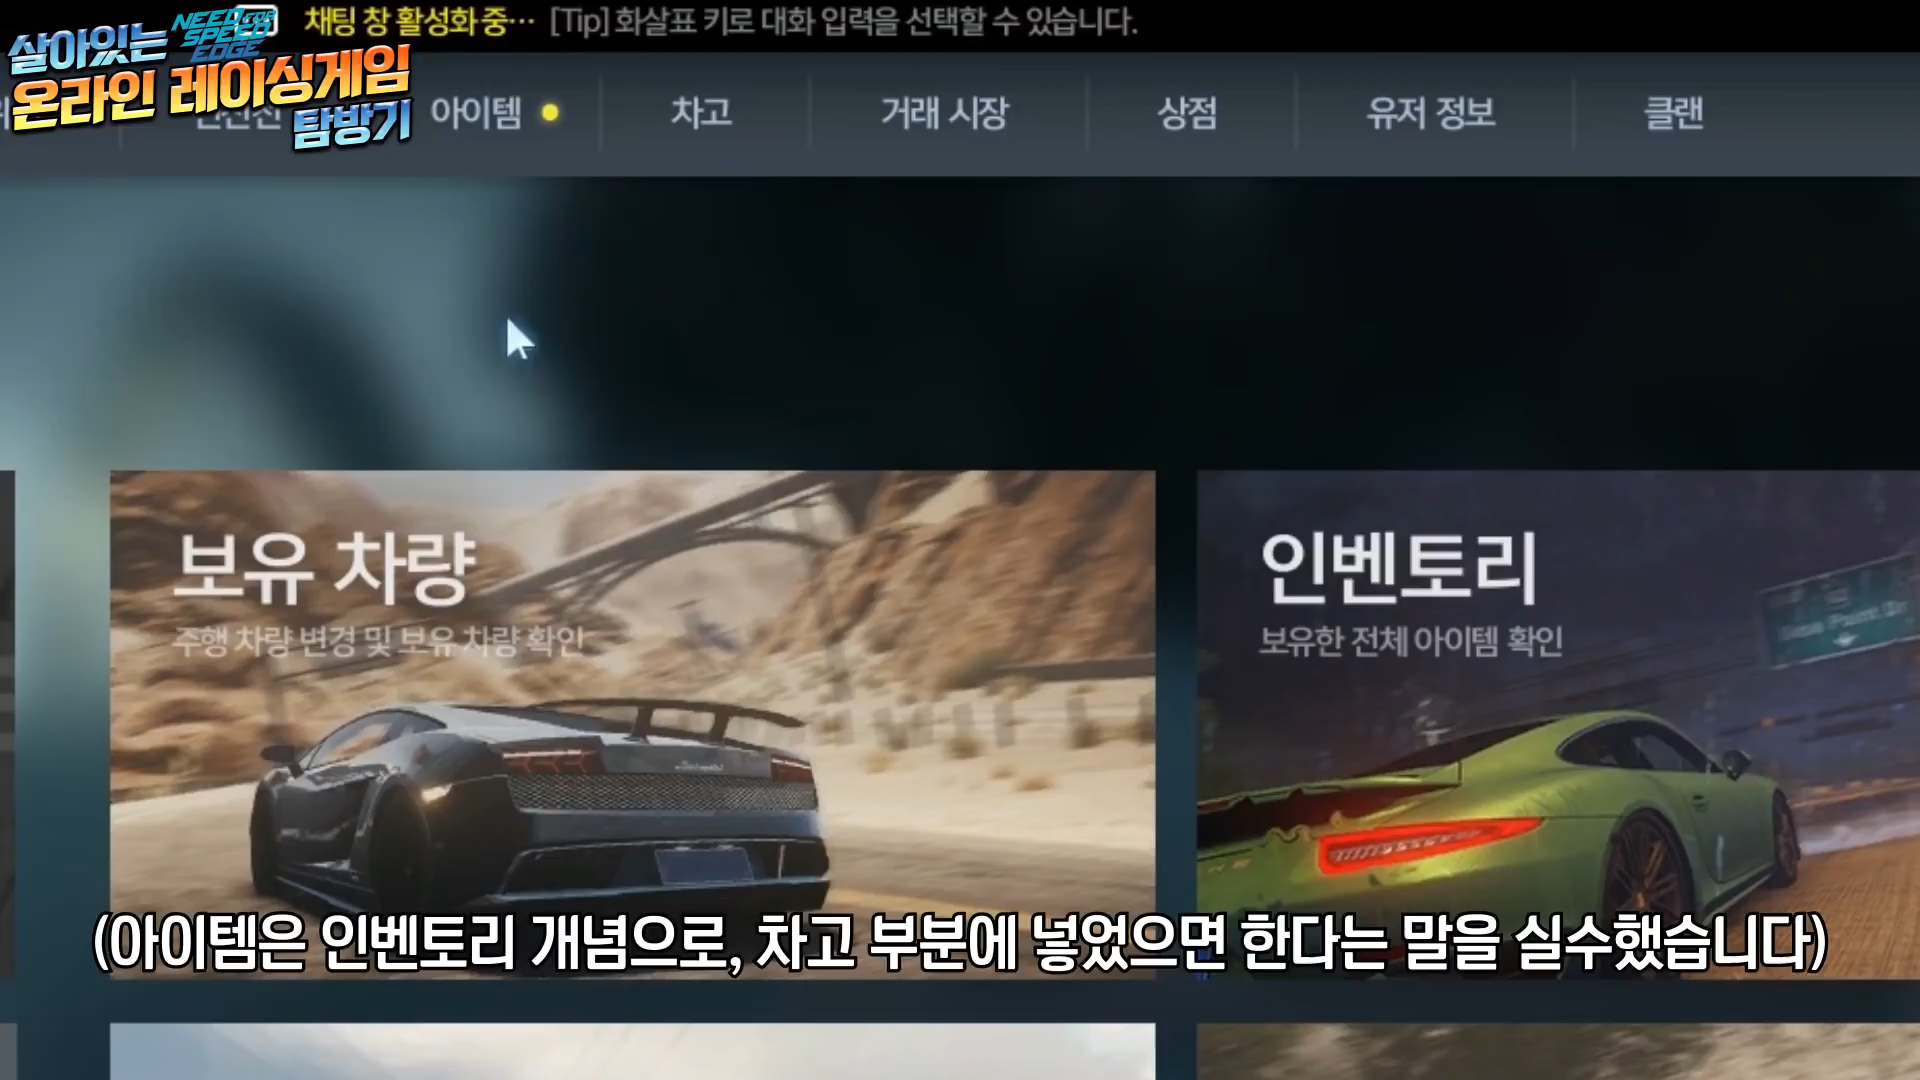 채팅 창 활성화 중... [Tip] 화살표 키로 대화 입력을 선택할 수 있습니다.
NEED FOR
SPEED
EDGE
살아있는
온라인 레이싱게임
탐방기
아이템
차고
거래 시장
상점
유저 정보
클랜
보유 차량
주행 차량 변경 및 보유 차량 확인
인벤토리
보유한 전체 아이템 확인
(아이템은 인벤토리 개념으로, 차고 부분에 넣었으면 한다는 말을 실수했습니다)